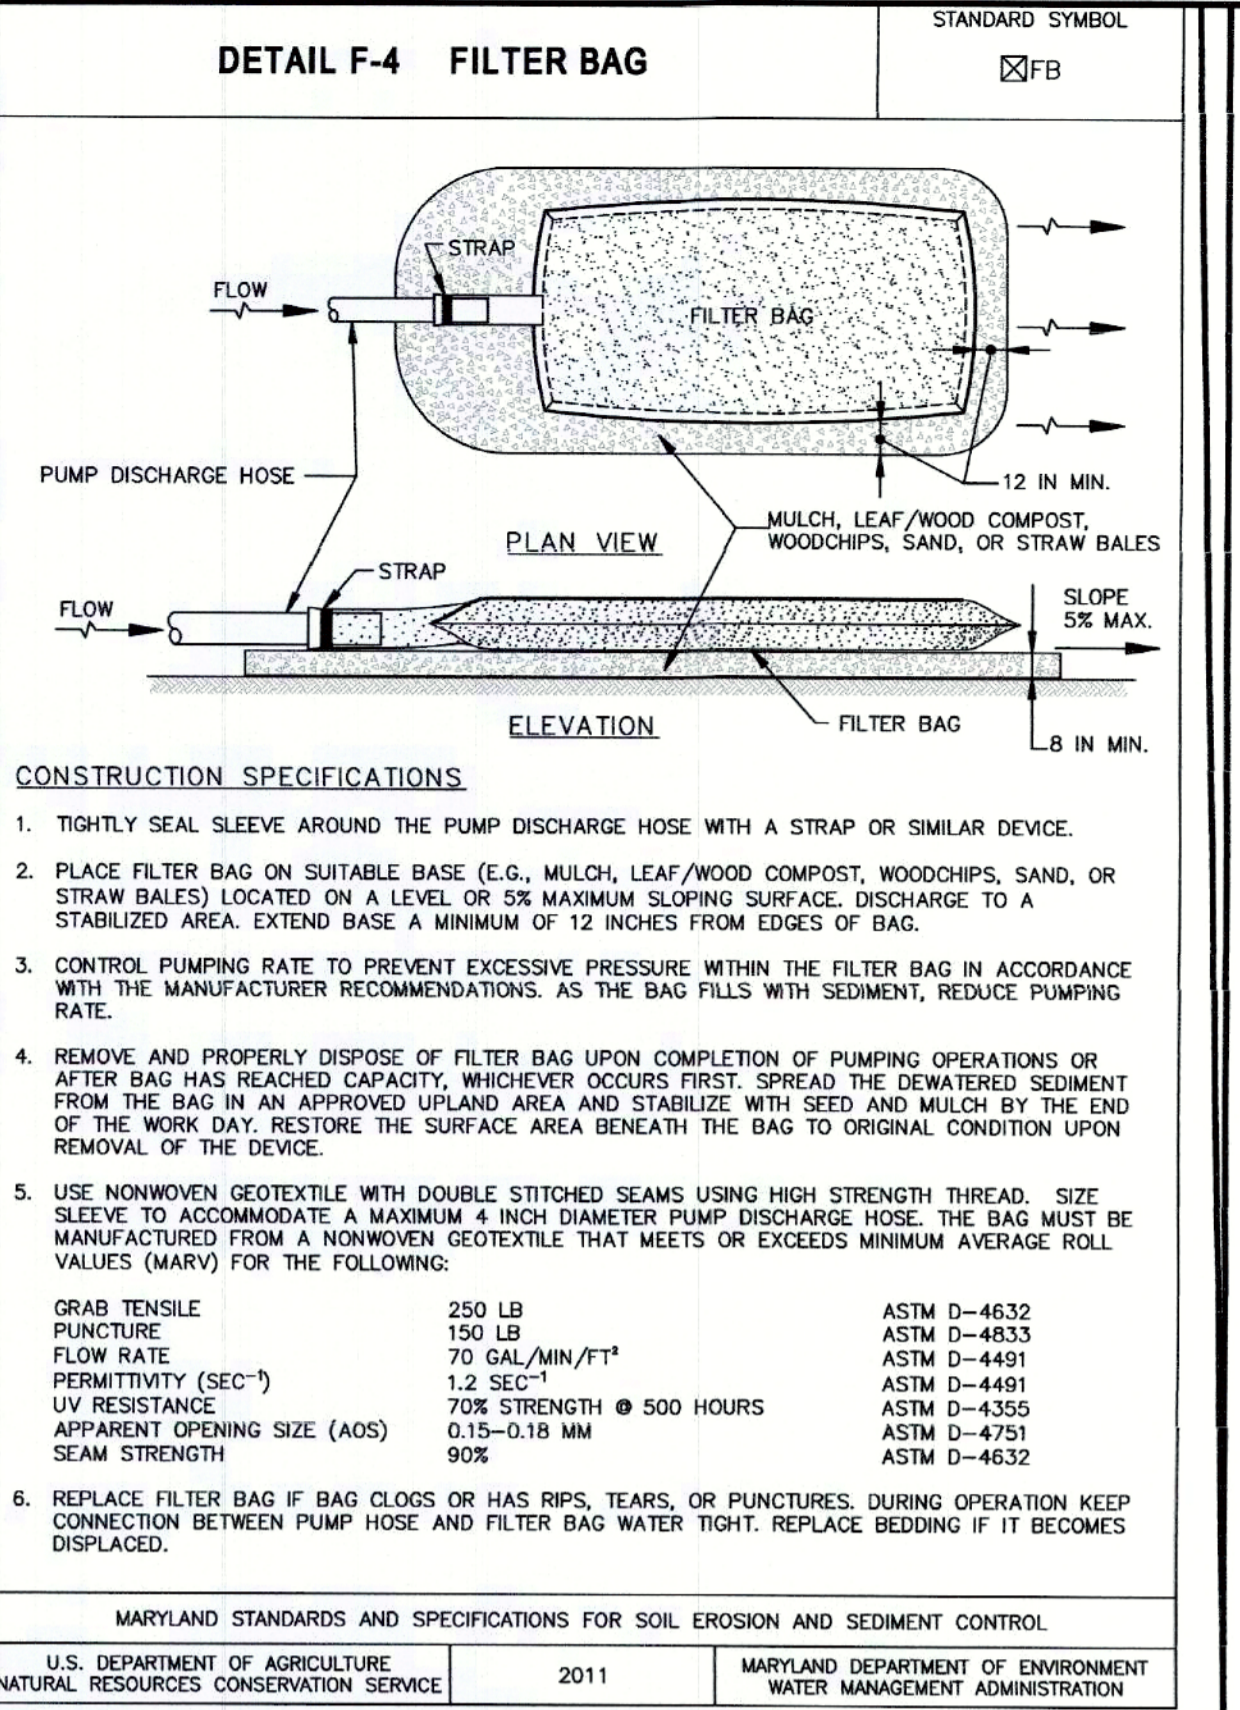 DETAIL F-4 FILTER BAG
STANDARD SYMBOL
FB
STRAP
FLOW
FILTER BAG
PUMP DISCHARGE HOSE
12 IN MIN.
MULCH, LEAF/WOOD COMPOST,
WOODCHIPS, SAND, OR STRAW BALES
PLAN VIEW
STRAP
FLOW
SLOPE
5% MAX.
ELEVATION
FILTER BAG
8 IN MIN.
CONSTRUCTION SPECIFICATIONS
1. TIGHTLY SEAL SLEEVE AROUND THE PUMP DISCHARGE HOSE WITH A STRAP OR SIMILAR DEVICE.
2. PLACE FILTER BAG ON SUITABLE BASE (E.G., MULCH, LEAF/WOOD COMPOST, WOODCHIPS, SAND, OR
STRAW BALES) LOCATED ON A LEVEL OR 5% MAXIMUM SLOPING SURFACE. DISCHARGE TO A
STABILIZED AREA. EXTEND BASE A MINIMUM OF 12 INCHES FROM EDGES OF BAG.
3. CONTROL PUMPING RATE TO PREVENT EXCESSIVE PRESSURE WITHIN THE FILTER BAG IN ACCORDANCE
WITH THE MANUFACTURER RECOMMENDATIONS. AS THE BAG FILLS WITH SEDIMENT, REDUCE PUMPING
RATE.
4. REMOVE AND PROPERLY DISPOSE OF FILTER BAG UPON COMPLETION OF PUMPING OPERATIONS OR
AFTER BAG HAS REACHED CAPACITY, WHICHEVER OCCURS FIRST. SPREAD THE DEWATERED SEDIMENT
FROM THE BAG IN AN APPROVED UPLAND AREA AND STABILIZE WITH SEED AND MULCH BY THE END
OF THE WORK DAY. RESTORE THE SURFACE AREA BENEATH THE BAG TO ORIGINAL CONDITION UPON
REMOVAL OF THE DEVICE.
5. USE NONWOVEN GEOTEXTILE WITH DOUBLE STITCHED SEAMS USING HIGH STRENGTH THREAD. SIZE
SLEEVE TO ACCOMMODATE A MAXIMUM 4 INCH DIAMETER PUMP DISCHARGE HOSE. THE BAG MUST BE
MANUFACTURED FROM A NONWOVEN GEOTEXTILE THAT MEETS OR EXCEEDS MINIMUM AVERAGE ROLL
VALUES (MARV) FOR THE FOLLOWING:
GRAB TENSILE 250 LB ASTM D-4632
PUNCTURE 150 LB ASTM D-4833
FLOW RATE 70 GAL/MIN/FT² ASTM D-4491
PERMITTIVITY (SEC⁻¹) 1.2 SEC⁻¹ ASTM D-4491
UV RESISTANCE 70% STRENGTH @ 500 HOURS ASTM D-4355
APPARENT OPENING SIZE (AOS) 0.15-0.18 MM ASTM D-4751
SEAM STRENGTH 90% ASTM D-4632
6. REPLACE FILTER BAG IF BAG CLOGS OR HAS RIPS, TEARS, OR PUNCTURES. DURING OPERATION KEEP
CONNECTION BETWEEN PUMP HOSE AND FILTER BAG WATER TIGHT. REPLACE BEDDING IF IT BECOMES
DISPLACED.
MARYLAND STANDARDS AND SPECIFICATIONS FOR SOIL EROSION AND SEDIMENT CONTROL
U.S. DEPARTMENT OF AGRICULTURE
NATURAL RESOURCES CONSERVATION SERVICE
2011
MARYLAND DEPARTMENT OF ENVIRONMENT
WATER MANAGEMENT ADMINISTRATION